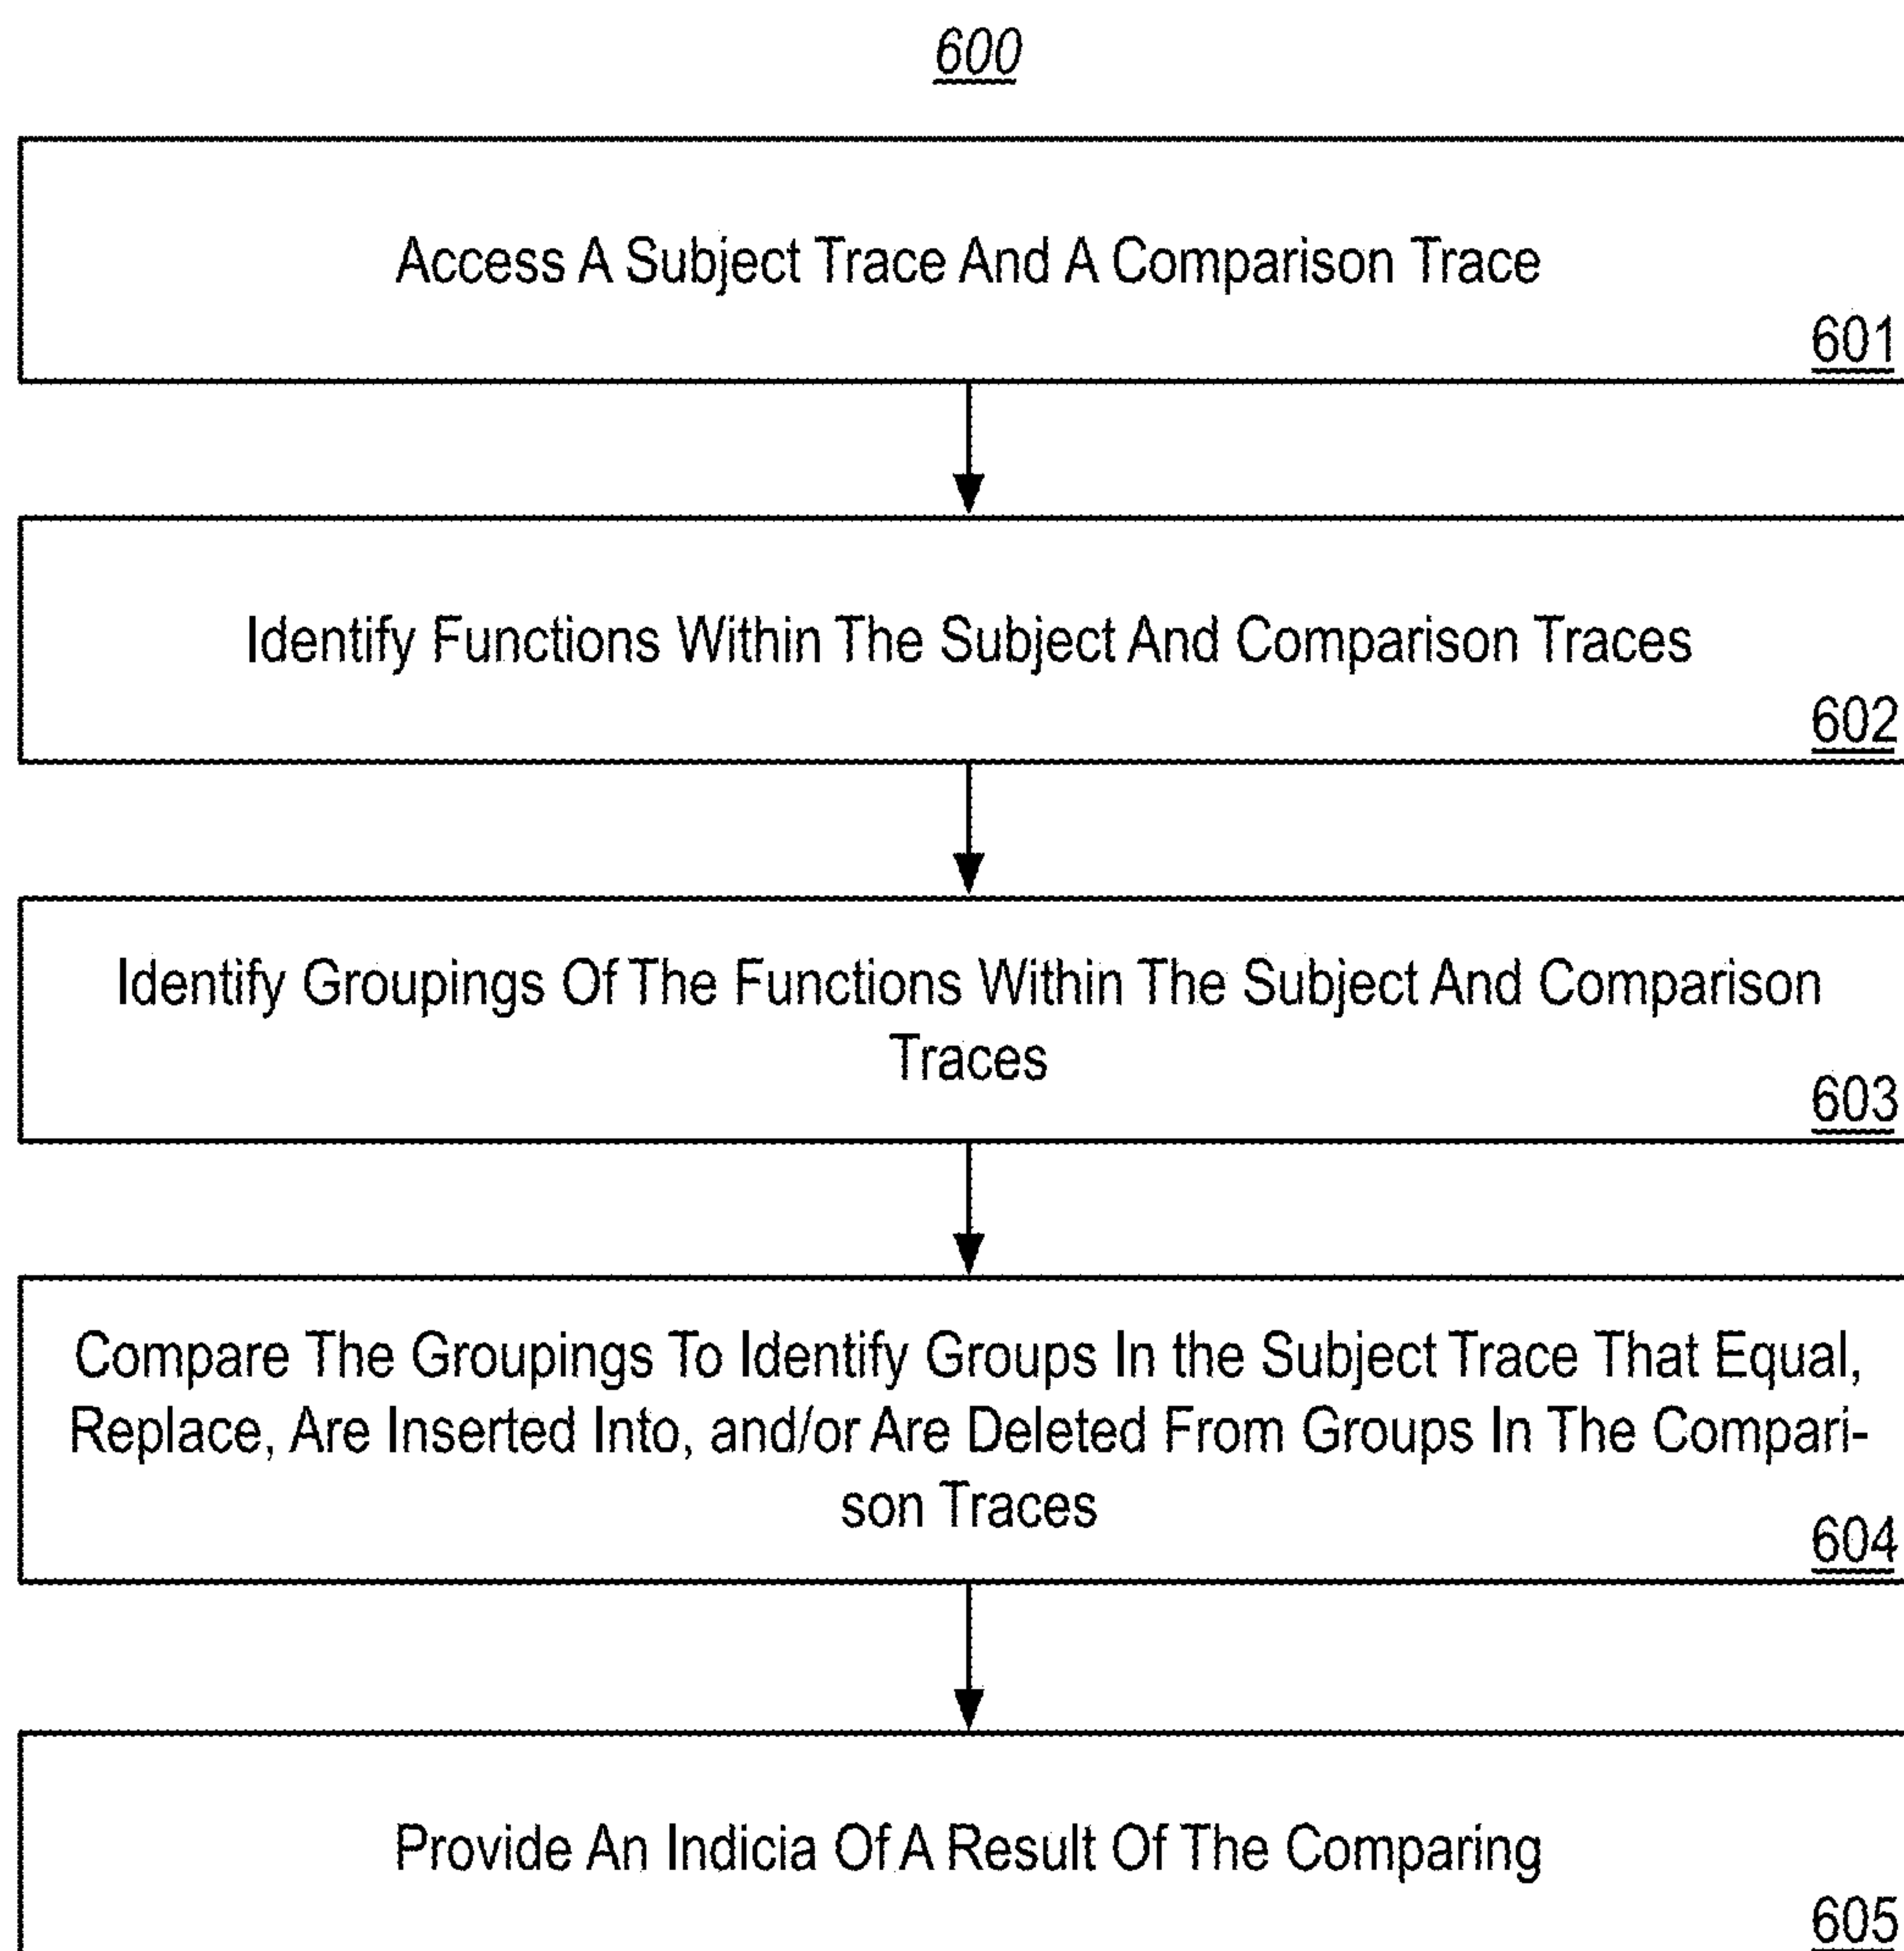 600
Access A Subject Trace And A Comparison Trace
601
Identify Functions Within The Subject And Comparison Traces
602
Identify Groupings Of The Functions Within The Subject And Comparison
Traces
603
Compare The Groupings To Identify Groups In the Subject Trace That Equal,
Replace, Are Inserted Into, and/or Are Deleted From Groups In The Compari-
son Traces
604
Provide An Indicia Of A Result Of The Comparing
605